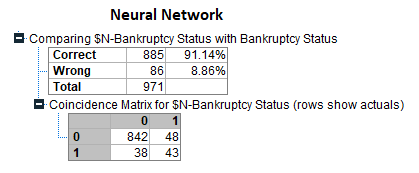 Neural Network
Comparing $N-Bankruptcy Status with Bankruptcy Status
Correct 885 91.14%
Wrong 86 8.86%
Total 971
Coincidence Matrix for $N-Bankruptcy Status (rows show actuals)
0 1
0 842 48
1 38 43